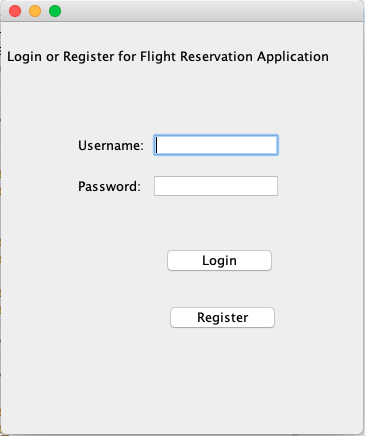 Login or Register for Flight Reservation Application
Username:
Password:
Login
Register